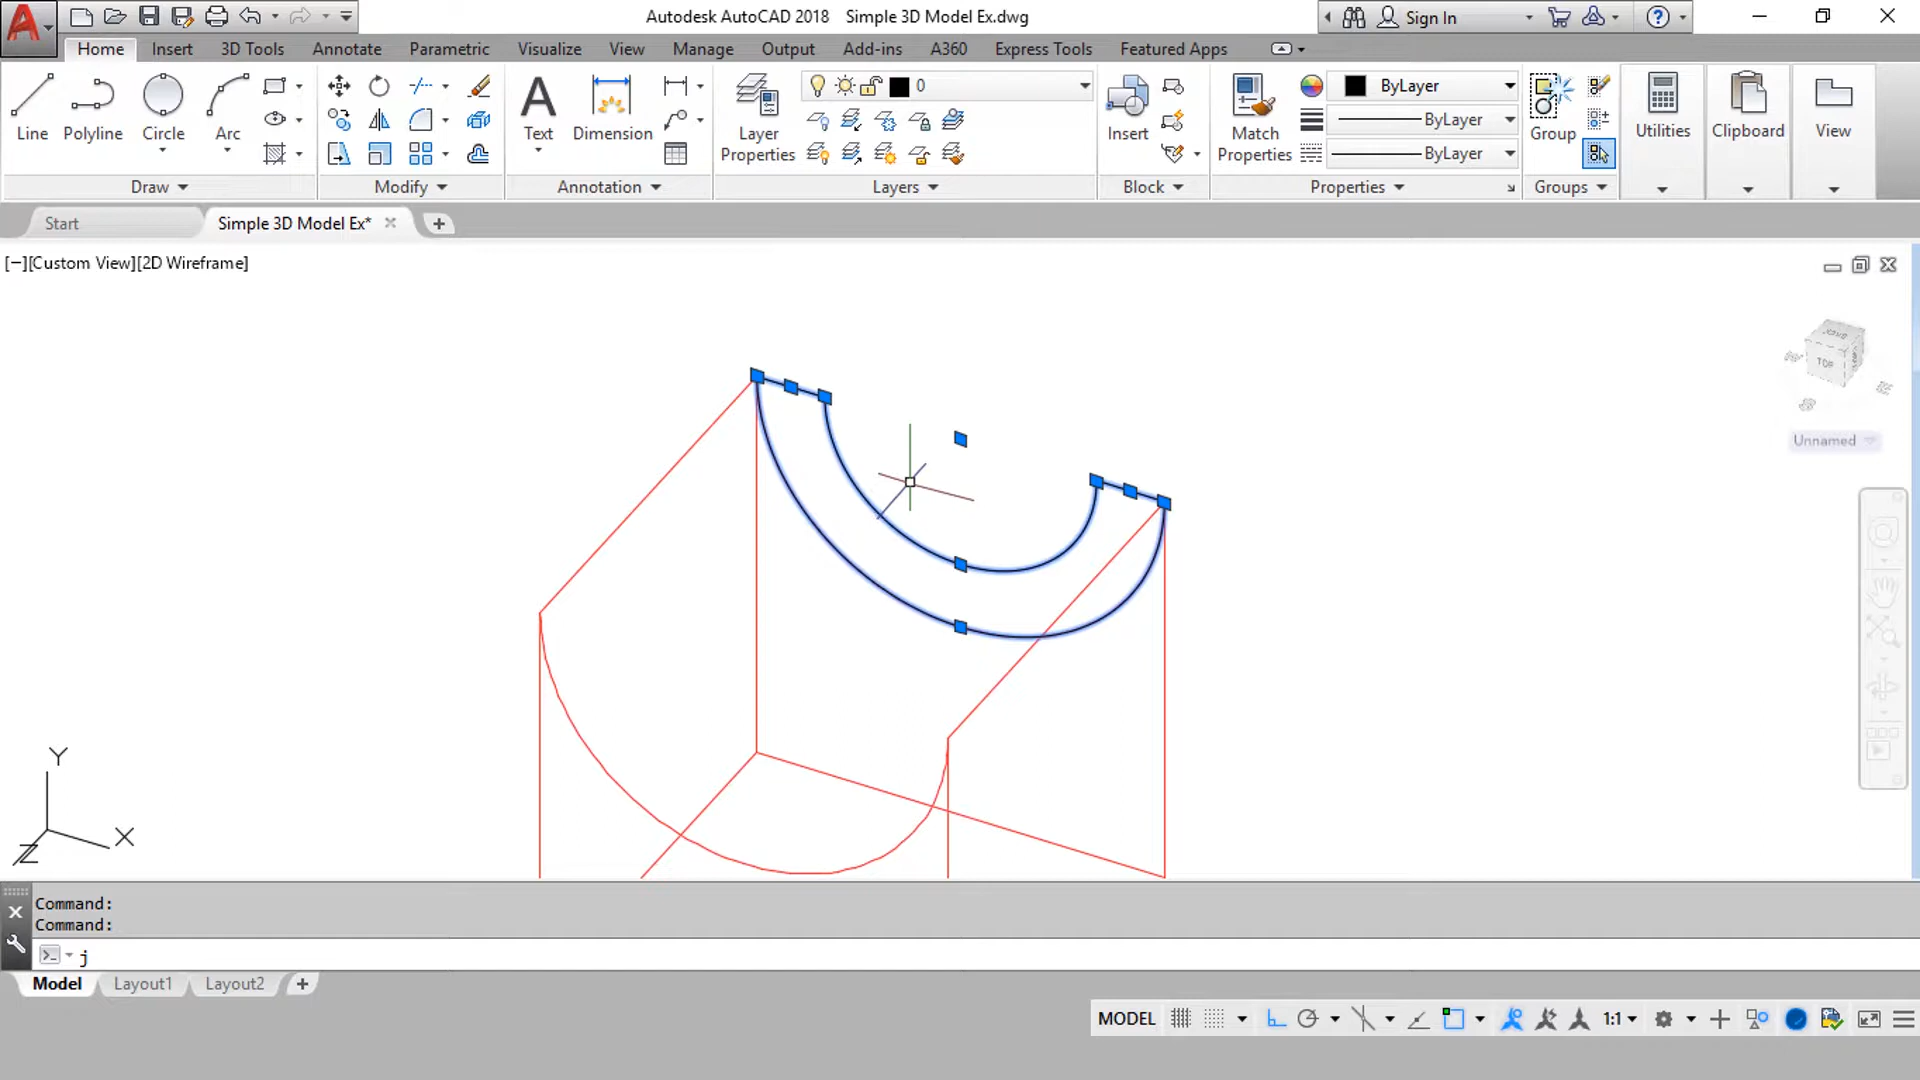 Autodesk AutoCAD 2018 Simple 3D Model Ex.dwg
Sign In
Home Insert 3D Tools Annotate Parametric Visualize View Manage Output Add-ins A360 Express Tools Featured Apps
Line Polyline Circle Arc
Text Dimension
Layer Properties
0
Insert
Match Properties
ByLayer
ByLayer
ByLayer
Group
Utilities
Clipboard
View
Draw Modify Annotation Layers Block Properties Groups
Start Simple 3D Model Ex*
[−][Custom View][2D Wireframe]
TOP
Unnamed
Y
X
Z
Command:
Command:
j
Model Layout1 Layout2
MODEL 1:1